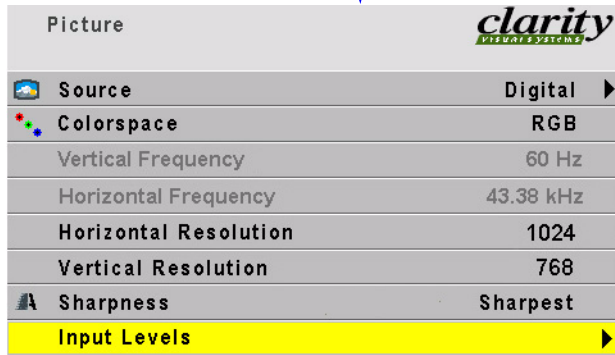 Picture
clarity
VISUAL SYSTEMS
Source Digital
Colorspace RGB
Vertical Frequency 60 Hz
Horizontal Frequency 43.38 kHz
Horizontal Resolution 1024
Vertical Resolution 768
Sharpness Sharpest
Input Levels